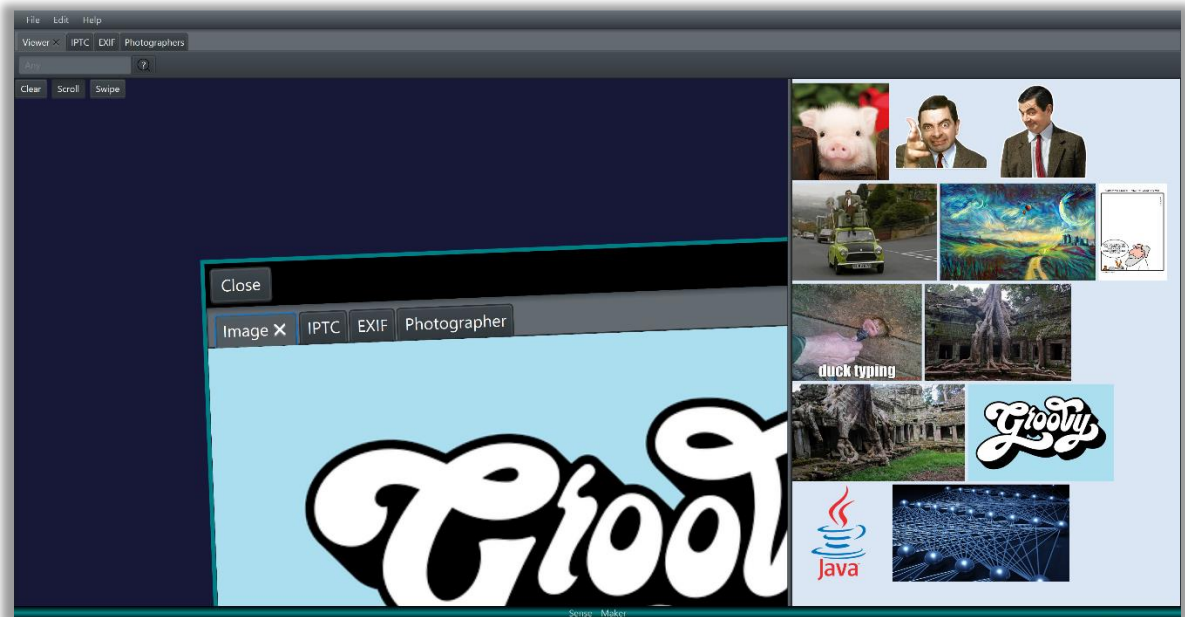 File Edit Help
Viewer × IPTC EXIF Photographers
Any ?
Clear Scroll Swipe
Close
Image × IPTC EXIF Photographer
Groovy
duck typing
Groovy
Java
Sense Maker